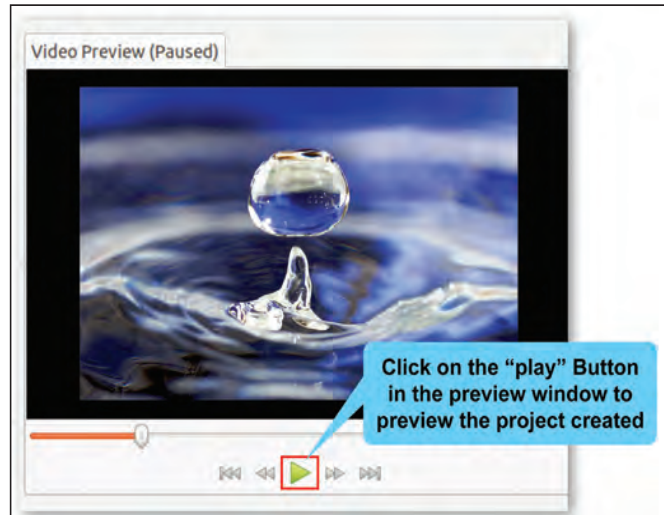 Video Preview (Paused)
Click on the “play” Button
in the preview window to
preview the project created